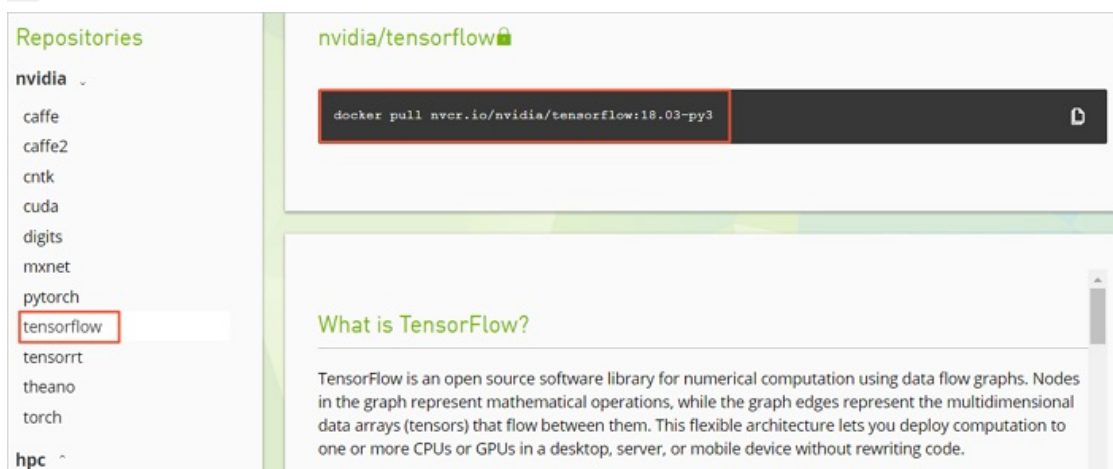 Repositories
nvidia
caffe
caffe2
cntk
cuda
digits
mxnet
pytorch
tensorflow
tensorrt
theano
torch
hpc
nvidia/tensorflow
docker pull nvcr.io/nvidia/tensorflow:18.03-py3
What is TensorFlow?
TensorFlow is an open source software library for numerical computation using data flow graphs. Nodes
in the graph represent mathematical operations, while the graph edges represent the multidimensional
data arrays (tensors) that flow between them. This flexible architecture lets you deploy computation to
one or more CPUs or GPUs in a desktop, server, or mobile device without rewriting code.